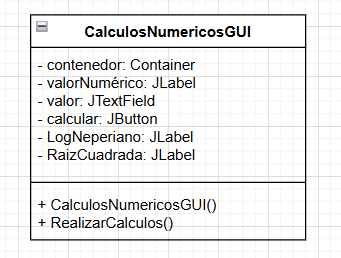 CalculosNumericosGUI
- contenedor: Container
- valorNumérico: JLabel
- valor: JTextField
- calcular: JButton
- LogNeperiano: JLabel
- RaizCuadrada: JLabel
+ CalculosNumericosGUI()
+ RealizarCalculos()